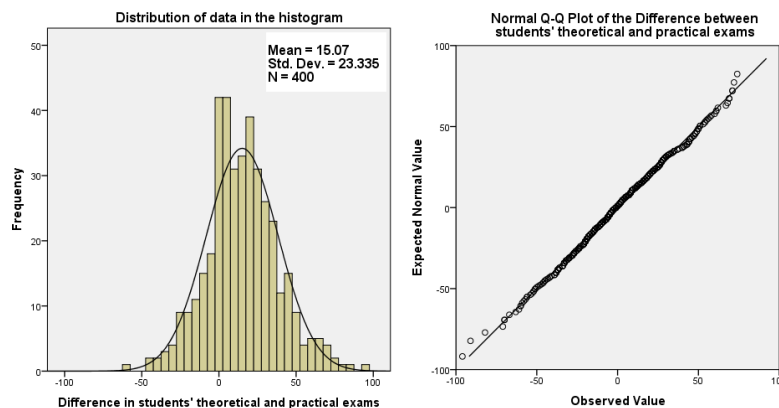 Distribution of data in the histogram
Mean = 15.07
Std. Dev. = 23.335
N = 400
50
40
30
20
10
0
Frequency
-100
-50
0
50
100
Difference in students' theoretical and practical exams
Normal Q-Q Plot of the Difference between
students' theoretical and practical exams
100
50
0
-50
-100
Expected Normal Value
-100
-50
0
50
100
Observed Value